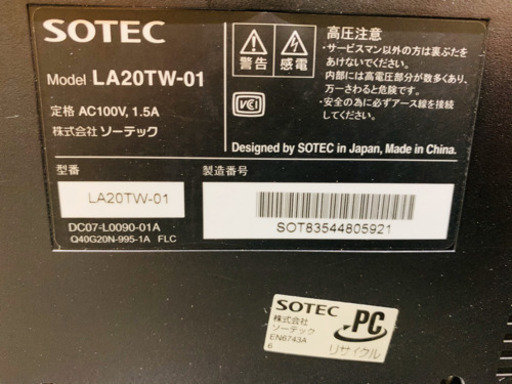 SOTEC
Model LA20TW-01
定格 AC100V, 1.5A
株式会社 ソーテック
警告
感電
高圧注意
・サービスマン以外の方は裏ぶたを
あけないでください。
内部には高電圧部分が数多くあり、
万一さわると危険です。
・安全の為に必ずアース線を接続
してください。
VCI
Designed by SOTEC in Japan, Made in China.
型番
LA20TW-01
DC07-L0090-01A
Q40G20N-995-1A FLC
製造番号
SOT83544805921
SOTEC
株式会社
ソーテック
EN6743A
6
PC
リサイクル